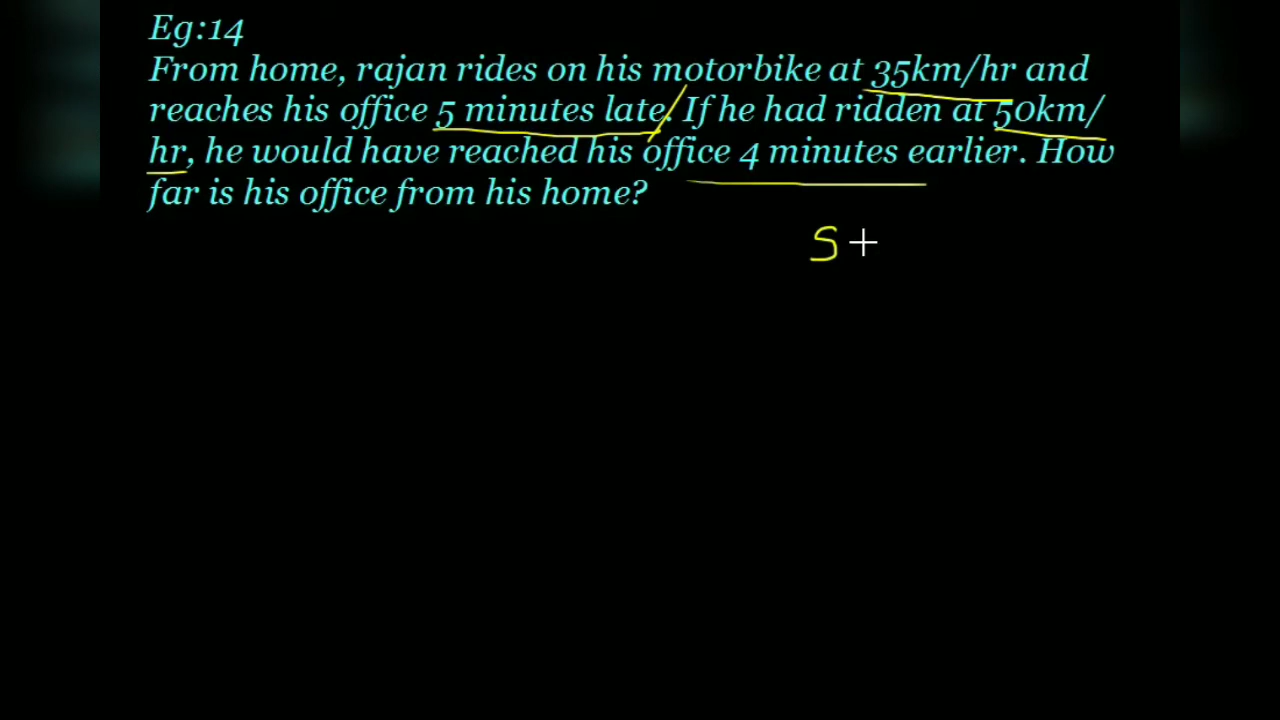 Eg:14
From home, rajan rides on his motorbike at 35km/hr and
reaches his office 5 minutes late. If he had ridden at 50km/
hr, he would have reached his office 4 minutes earlier. How
far is his office from his home?
5 +